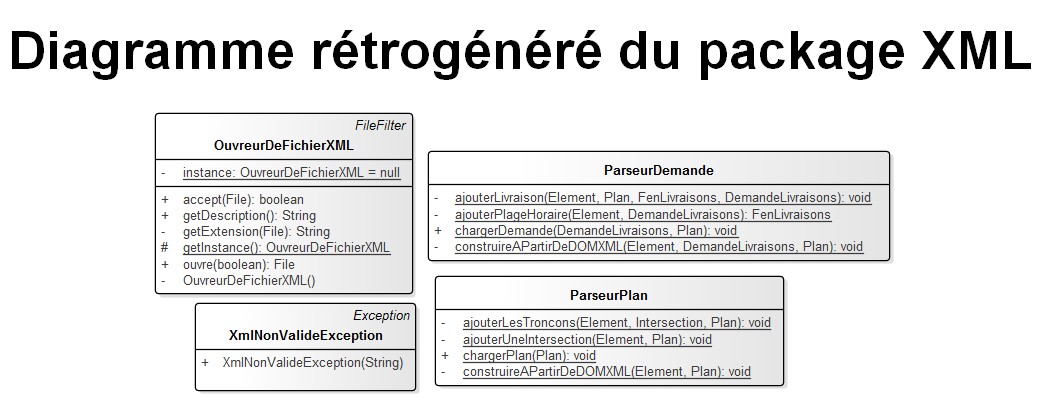 Diagramme rétrogénéré du package XML
FileFilter
OuvreurDeFichierXML
- instance: OuvreurDeFichierXML = null
+ accept(File): boolean
+ getDescription(): String
- getExtension(File): String
# getInstance(): OuvreurDeFichierXML
+ ouvre(boolean): File
- OuvreurDeFichierXML()
ParseurDemande
- ajouterLivraison(Element, Plan, FenLivraisons, DemandeLivraisons): void
- ajouterPlageHoraire(Element, DemandeLivraisons): FenLivraisons
+ chargerDemande(DemandeLivraisons, Plan): void
- construireAPartirDeDOMXML(Element, DemandeLivraisons, Plan): void
Exception
XmlNonValideException
+ XmlNonValideException(String)
ParseurPlan
- ajouterLesTroncons(Element, Intersection, Plan): void
- ajouterUneIntersection(Element, Plan): void
+ chargerPlan(Plan): void
- construireAPartirDeDOMXML(Element, Plan): void